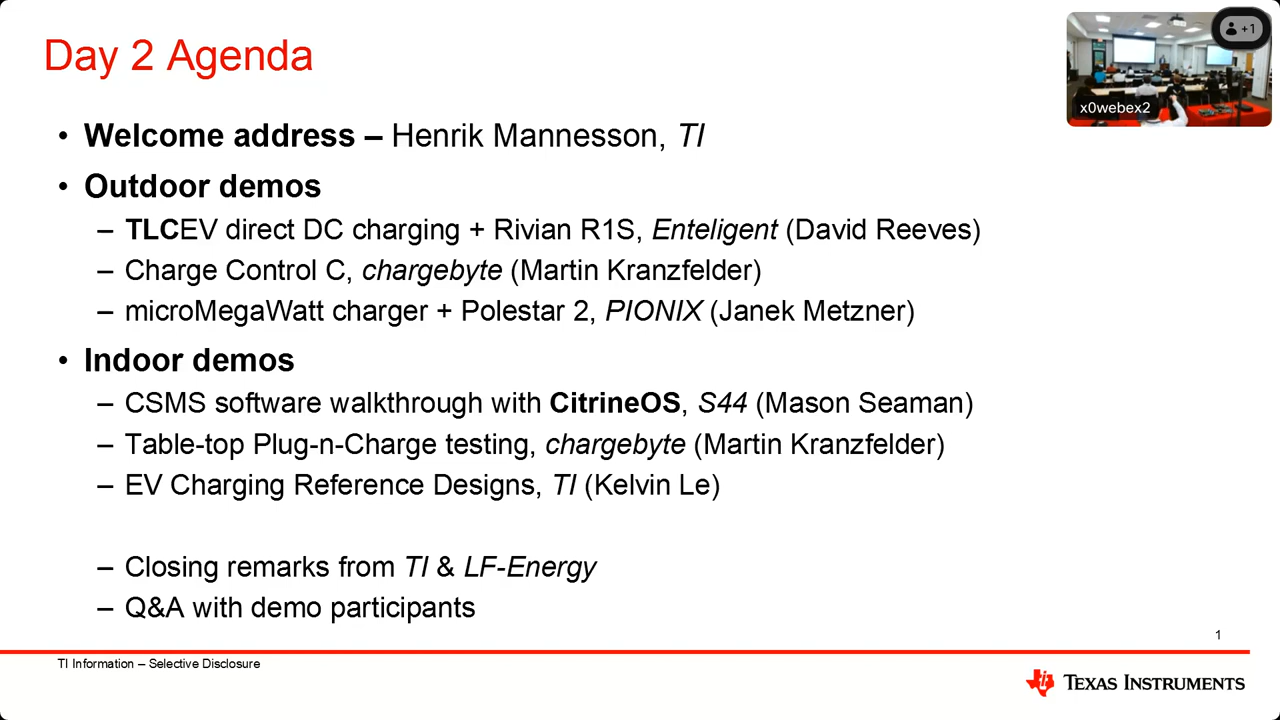 Day 2 Agenda
+1
x0webex2
• Welcome address – Henrik Mannesson, TI
• Outdoor demos
– TLCEV direct DC charging + Rivian R1S, Enteligent (David Reeves)
– Charge Control C, chargebyte (Martin Kranzfelder)
– microMegaWatt charger + Polestar 2, PIONIX (Janek Metzner)
• Indoor demos
– CSMS software walkthrough with CitrineOS, S44 (Mason Seaman)
– Table-top Plug-n-Charge testing, chargebyte (Martin Kranzfelder)
– EV Charging Reference Designs, TI (Kelvin Le)
– Closing remarks from TI & LF-Energy
– Q&A with demo participants
1
TI Information – Selective Disclosure
TEXAS INSTRUMENTS